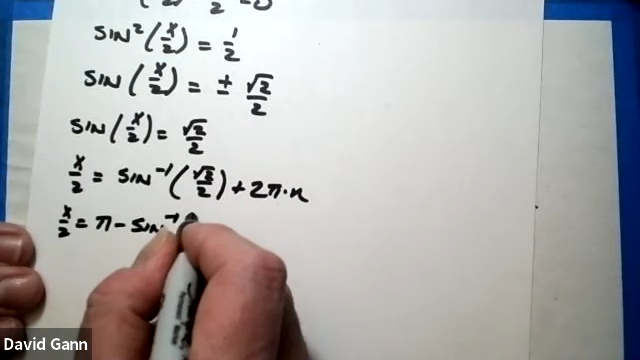 sin² (x/2) = 1/2
sin (x/2) = ± √2/2
sin (x/2) = √2/2
x/2 = sin⁻¹ (√2/2) + 2π·n
x/2 = π - sin⁻¹
David Gann